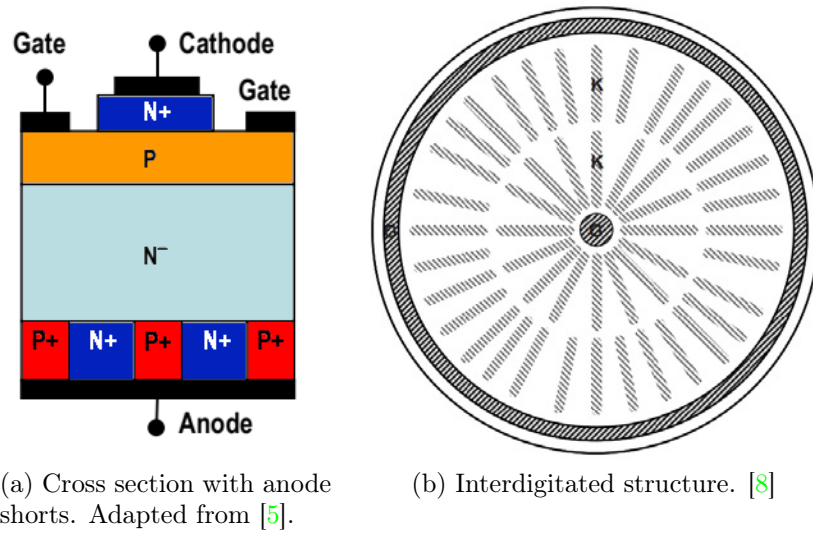 Gate
Cathode
Gate
N+
P
N⁻
P+ N+ P+ N+ P+
Anode
K
K
G
G
(a) Cross section with anode
shorts. Adapted from [5].
(b) Interdigitated structure. [8]